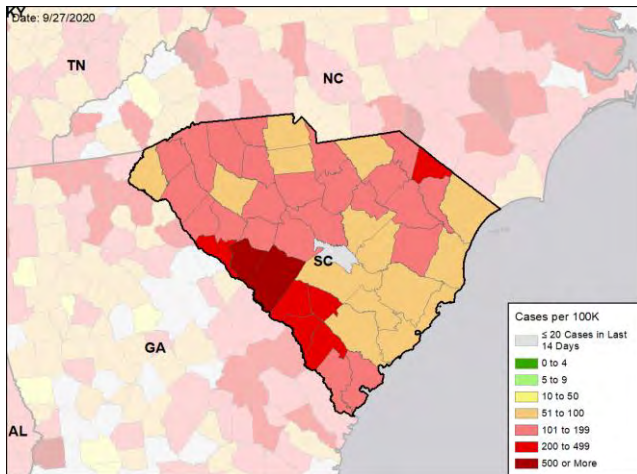 KY
Date: 9/27/2020
TN
NC
SC
GA
AL
Cases per 100K
≤ 20 Cases in Last
14 Days
0 to 4
5 to 9
10 to 50
51 to 100
101 to 199
200 to 499
500 or More